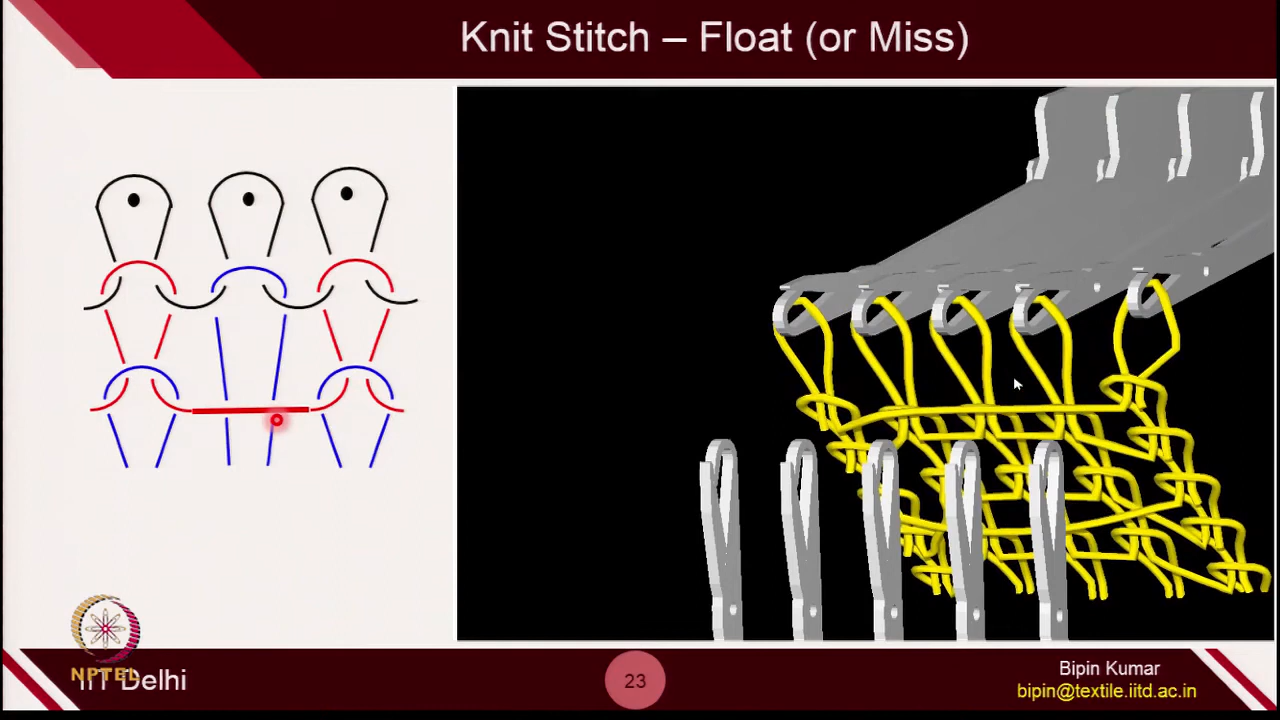 Knit Stitch – Float (or Miss)
NPTEL
IIT Delhi
23
Bipin Kumar
bipin@textile.iitd.ac.in